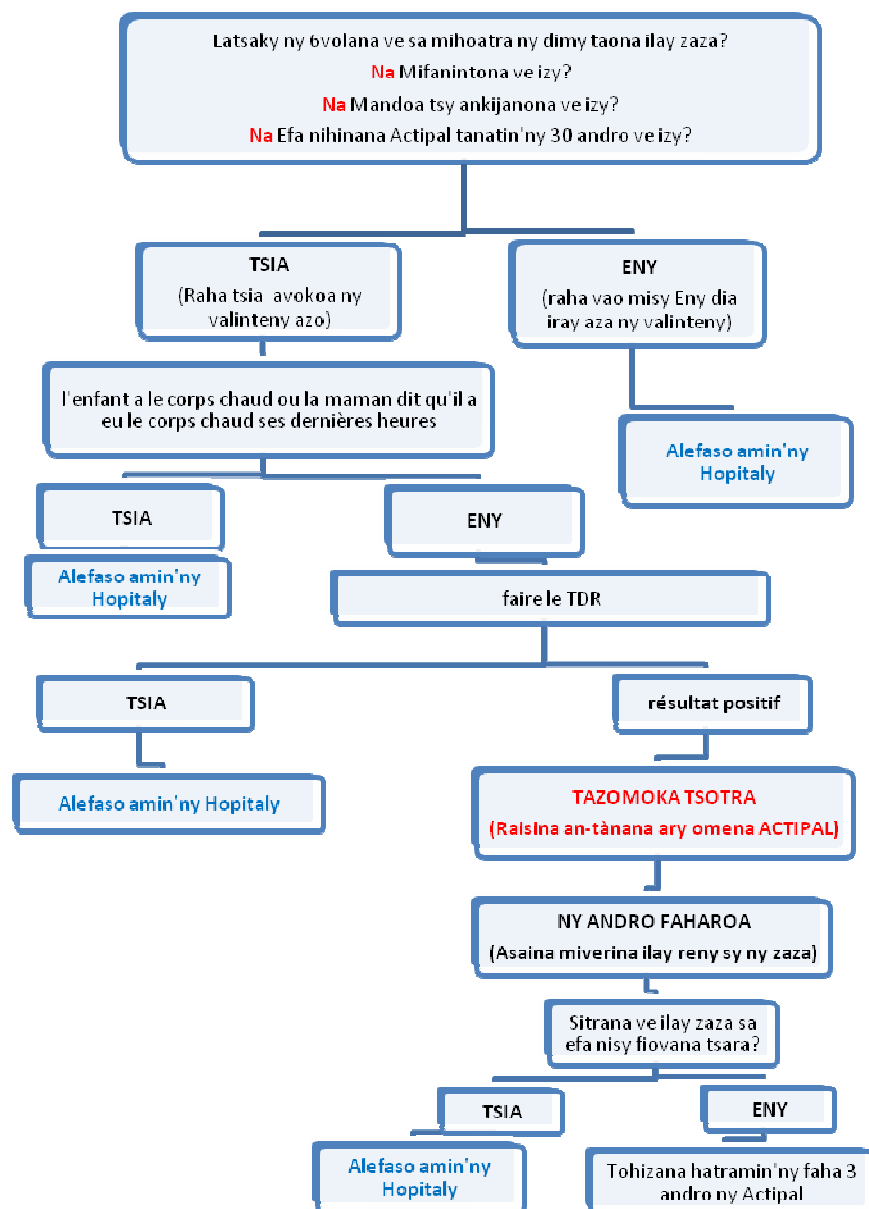 Latsaky ny 6volana ve sa mihoatra ny dimy taona ilay zaza?
Na Mifanintona ve izy?
Na Mandoa tsy ankijanona ve izy?
Na Efa nihinana Actipal tanatin'ny 30 andro ve izy?
TSIA
(Raha tsia avokoa ny
valinteny azo)
ENY
(raha vao misy Eny dia
iray aza ny valinteny)
l'enfant a le corps chaud ou la maman dit qu'il a
eu le corps chaud ses dernières heures
Alefaso amin'ny
Hopitaly
TSIA
ENY
Alefaso amin'ny
Hopitaly
faire le TDR
TSIA
résultat positif
Alefaso amin'ny Hopitaly
TAZOMOKA TSOTRA
(Raisina an-tànana ary omena ACTIPAL)
NY ANDRO FAHAROA
(Asaina miverina ilay reny sy ny zaza)
Sitrana ve ilay zaza sa
efa nisy fiovana tsara?
TSIA
ENY
Alefaso amin'ny
Hopitaly
Tohizana hatramin'ny faha 3
andro ny Actipal